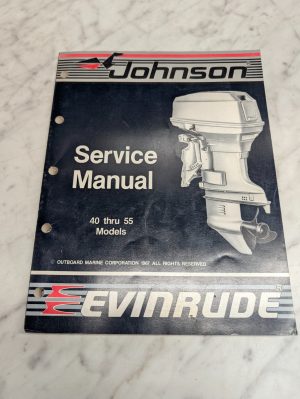 Johnson
Service
Manual
40 thru 55
Models
© OUTBOARD MARINE CORPORATION 1987 ALL RIGHTS RESERVED
EVINRUDE